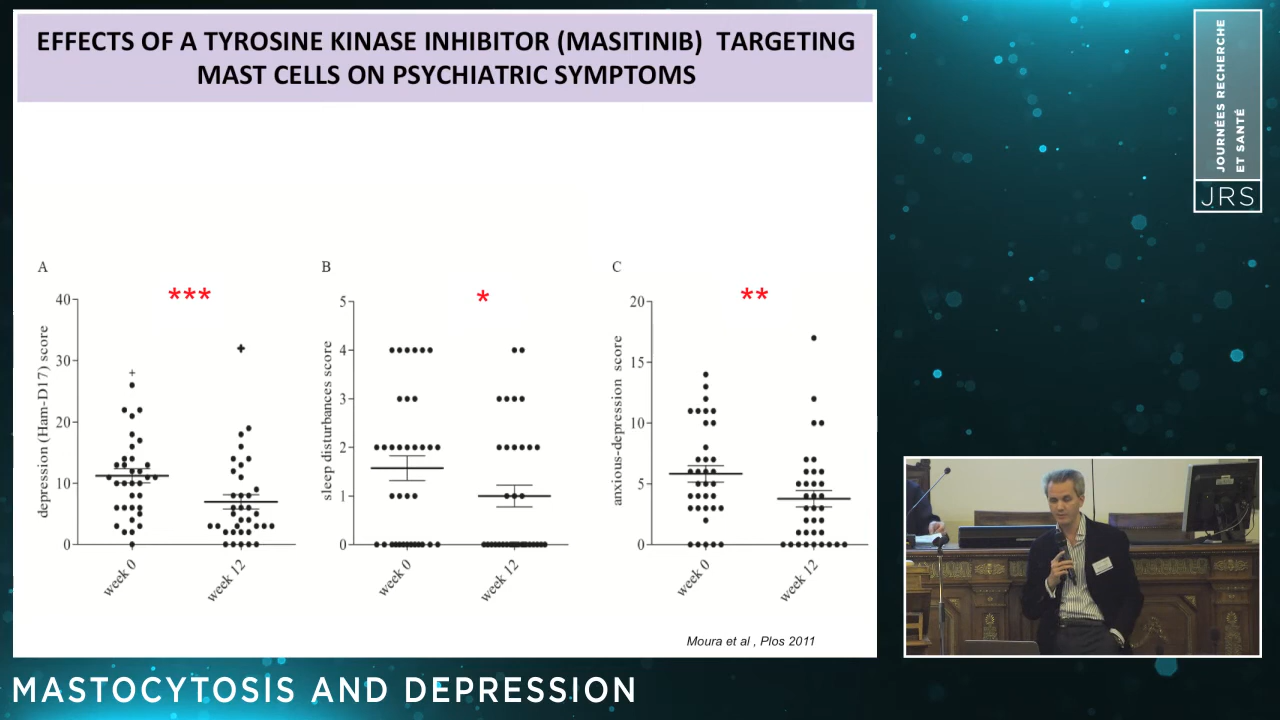 EFFECTS OF A TYROSINE KINASE INHIBITOR (MASITINIB) TARGETING
MAST CELLS ON PSYCHIATRIC SYMPTOMS
JOURNÉES RECHERCHE
ET SANTÉ
JRS
A
***
40
30
20
10
0
depression (Ham-D17) score
week 0
week 12
B
*
5
4
3
2
1
0
sleep disturbances score
week 0
week 12
C
**
20
15
10
5
0
anxious-depression score
week 0
week 12
Moura et al , Plos 2011
MASTOCYTOSIS AND DEPRESSION